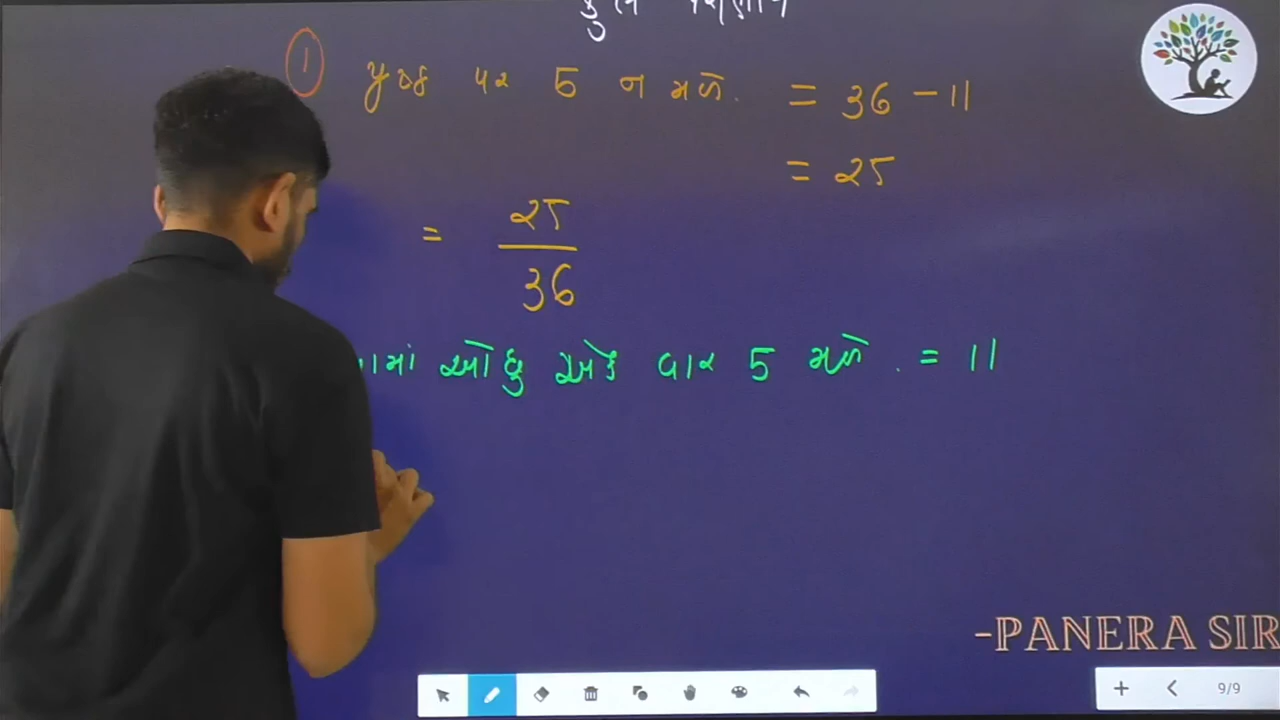 કુલ
① પૃષ્ઠ પર 5 ન મળે. = 36 - 11
= 25
= 25/36
ઓછુ એક વાર 5 મળે. = 11
-PANERA SIR
9/9